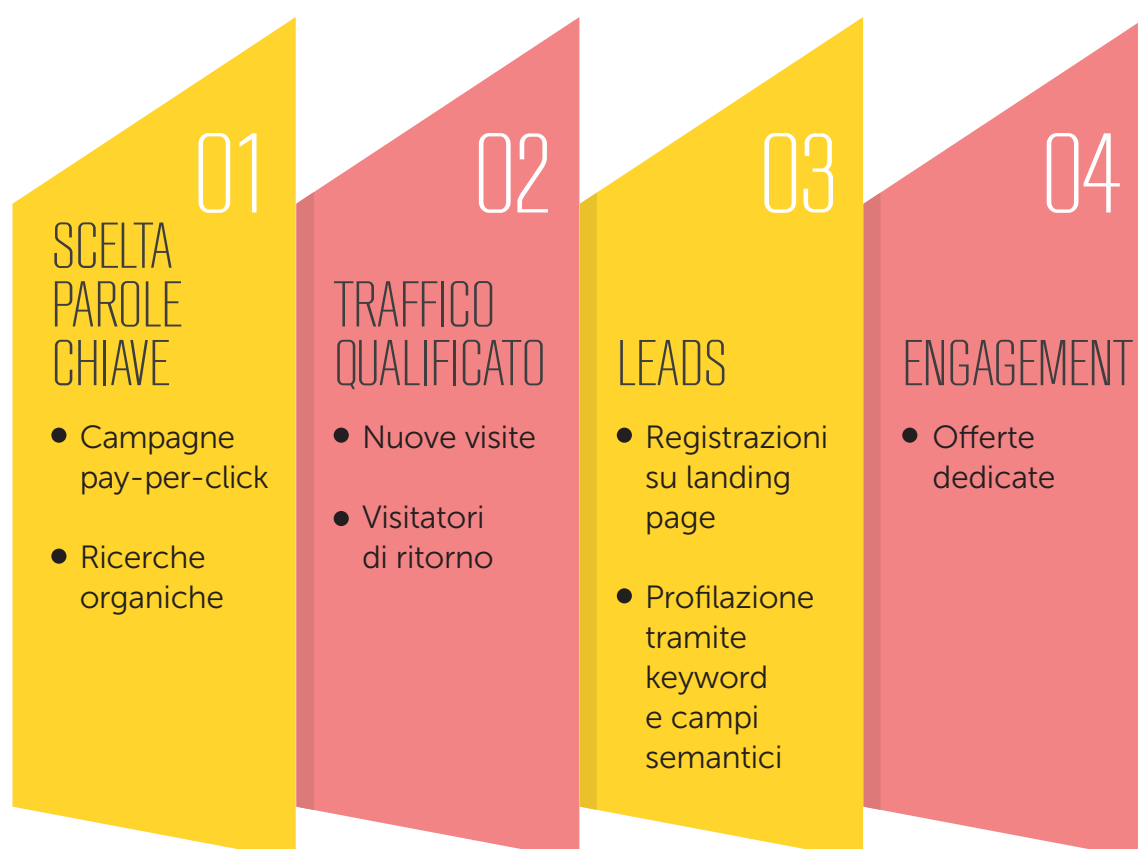 01
SCELTA
PAROLE
CHIAVE
• Campagne
pay-per-click
• Ricerche
organiche
02
TRAFFICO
QUALIFICATO
• Nuove visite
• Visitatori
di ritorno
03
LEADS
• Registrazioni
su landing
page
• Profilazione
tramite
keyword
e campi
semantici
04
ENGAGEMENT
• Offerte
dedicate